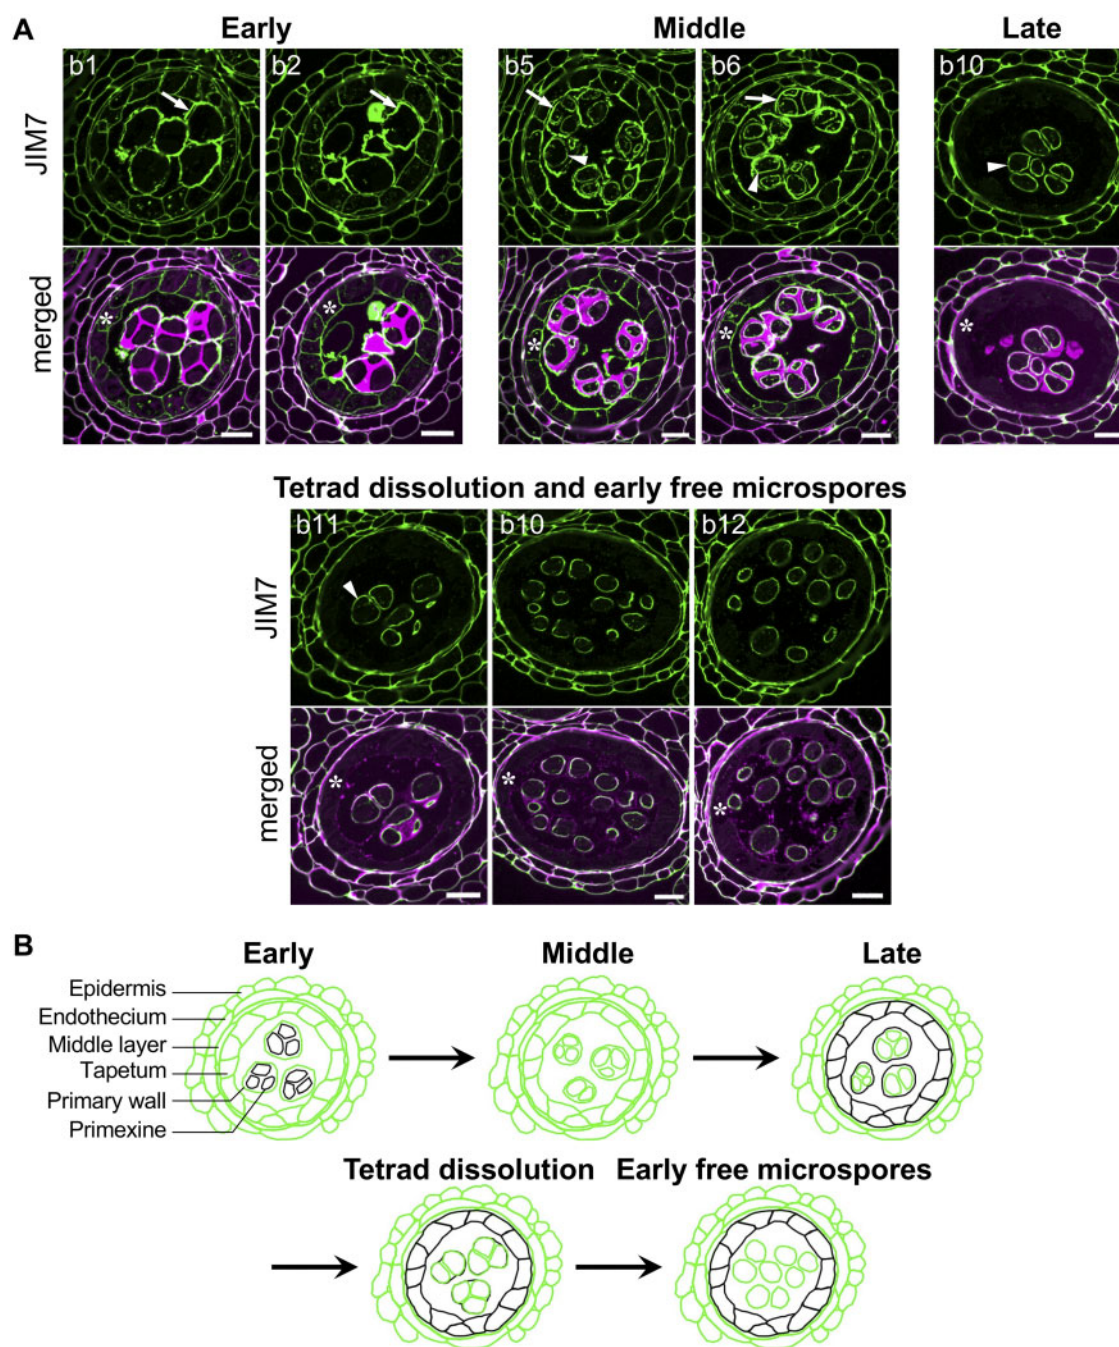 A
Early
Middle
Late
b1
b2
b5
b6
b10
JIM7
*
*
*
*
*
merged
Tetrad dissolution and early free microspores
b11
b10
b12
JIM7
*
*
*
merged
B
Early
Middle
Late
Epidermis
Endothecium
Middle layer
Tapetum
Primary wall
Primexine
Tetrad dissolution
Early free microspores